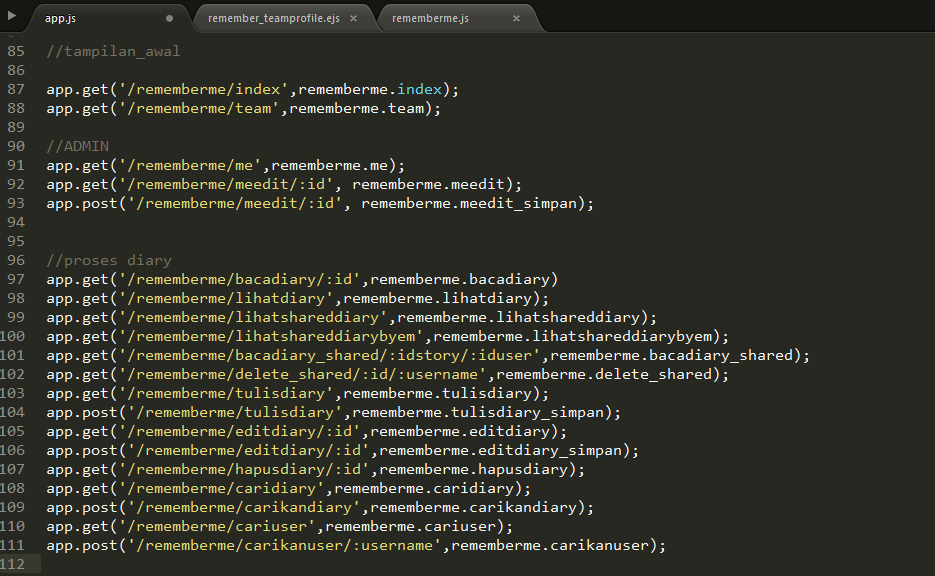 app.js
remember_teamprofile.ejs ×
rememberme.js ×
85 //tampilan_awal
86
87 app.get('/rememberme/index',rememberme.index);
88 app.get('/rememberme/team',rememberme.team);
89
90 //ADMIN
91 app.get('/rememberme/me',rememberme.me);
92 app.get('/rememberme/meedit/:id', rememberme.meedit);
93 app.post('/rememberme/meedit/:id', rememberme.meedit_simpan);
94
95
96 //proses diary
97 app.get('/rememberme/bacadiary/:id',rememberme.bacadiary)
98 app.get('/rememberme/lihatdiary',rememberme.lihatdiary);
99 app.get('/rememberme/lihatshareddiary',rememberme.lihatshareddiary);
100 app.get('/rememberme/lihatshareddiarybyem',rememberme.lihatshareddiarybyem);
101 app.get('/rememberme/bacadiary_shared/:idstory/:iduser',rememberme.bacadiary_shared);
102 app.get('/rememberme/delete_shared/:id/:username',rememberme.delete_shared);
103 app.get('/rememberme/tulisdiary',rememberme.tulisdiary);
104 app.post('/rememberme/tulisdiary',rememberme.tulisdiary_simpan);
105 app.get('/rememberme/editdiary/:id',rememberme.editdiary);
106 app.post('/rememberme/editdiary/:id',rememberme.editdiary_simpan);
107 app.get('/rememberme/hapusdiary/:id',rememberme.hapusdiary);
108 app.get('/rememberme/caridiary',rememberme.caridiary);
109 app.post('/rememberme/carikandiary',rememberme.carikandiary);
110 app.get('/rememberme/cariuser',rememberme.cariuser);
111 app.post('/rememberme/carikanuser/:username',rememberme.carikanuser);
112